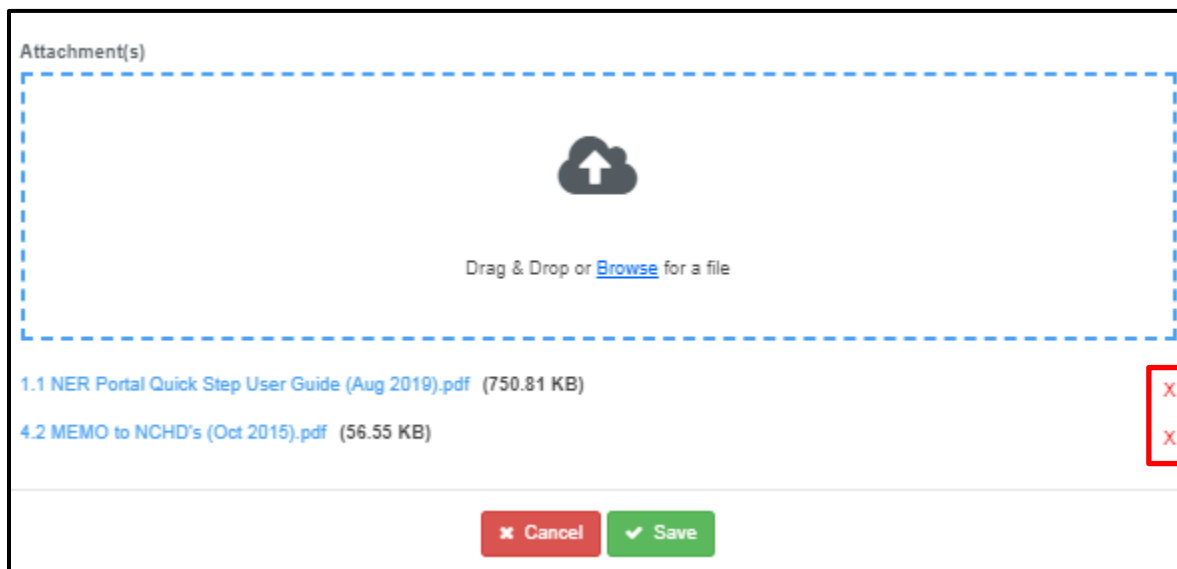 Attachment(s)
Drag & Drop or Browse for a file
1.1 NER Portal Quick Step User Guide (Aug 2019).pdf (750.81 KB) X
4.2 MEMO to NCHD's (Oct 2015).pdf (56.55 KB) X
Cancel Save